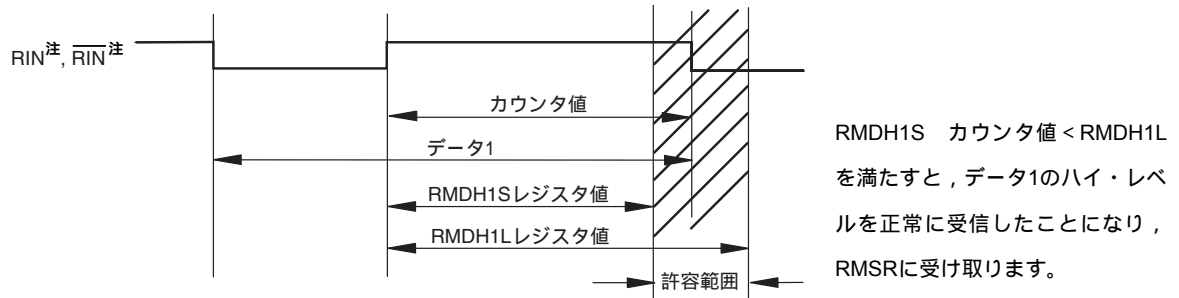 RIN注, RIN注
カウンタ値
データ1
RMDH1Sレジスタ値
RMDH1Lレジスタ値
許容範囲
RMDH1S カウンタ値<RMDH1L
を満たすと，データ1のハイ・レベ
ルを正常に受信したことになり，
RMSRに受け取ります。